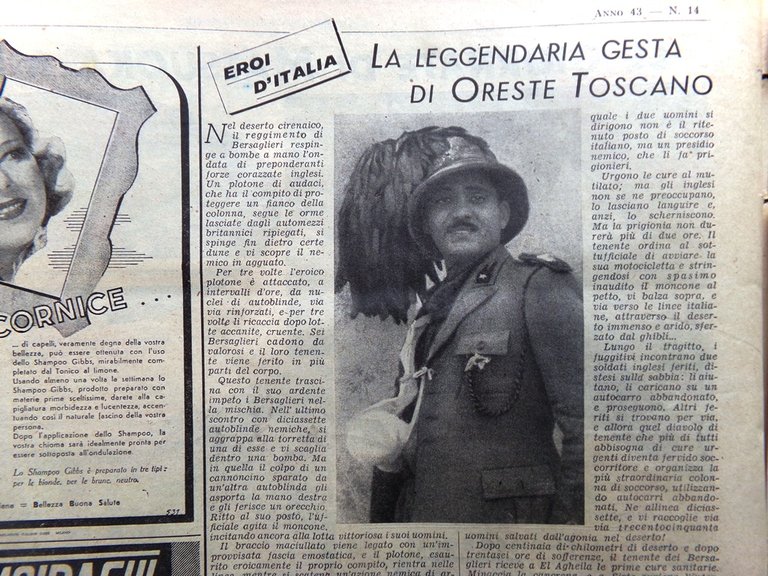 ANNO 43 — N. 14
EROI
D'ITALIA
LA LEGGENDARIA GESTA
DI ORESTE TOSCANO
Nel deserto cirenaico,
il reggimento di
Bersaglieri respin-
ge a bombe a mano l'on-
data di preponderanti
forze corazzate inglesi.
Un plotone di audaci,
che ha il compito di pro-
teggere un fianco della
colonna, segue le orme
lasciate dagli automezzi
britannici ripiegati, si
spinge fin dietro certe
dune e vi scopre il ne-
mico in agguato.
Per tre volte l'eroico
plotone è attaccato, a
intervalli d'ore, da nu-
clei di autoblinde, via
via rinforzati, e per tre
volte li ricaccia dopo lot-
te accanite, cruente. Sei
Bersaglieri cadono da
valorosi e il loro tenen-
te viene ferito in più
parti del corpo.
Questo tenente trasci-
na con il suo ardente
impeto i Bersaglieri nel-
la mischia. Nell'ultimo
scontro con diciassette
autoblinde nemiche, si
aggrappa alla torretta di
una di esse e vi scaglia
dentro una bomba. Ma
in quella il colpo di un
cannoncino sparato da
un'altra autoblinda gli
asporta la mano destra
e gli ferisce un orecchio.
Ritto al suo posto, l'uf-
ficiale agita il moncone,
incitando ancora alla lotta vittoriosa i suoi uomini.
Il braccio maciullato viene legato con un'im-
provvisata fascia emostatica, e il plotone, esau-
rito eroicamente il proprio compito, rientra nelle
quale i due uomini si
dirigono non è il rite-
nuto posto di soccorso
italiano, ma un presidio
nemico, che li fa pri-
gionieri.
Urgono le cure al mu-
tilato; ma gli inglesi
non se ne preoccupano,
lo lasciano languire e,
anzi, lo scherniscono.
Ma la prigionia non du-
rerà più di due ore. Il
tenente ordina al sot-
tufficiale di avviare la
sua motocicletta e strin-
gendosi con spasimo
inaudito il moncone al
petto, vi balza sopra, e
via verso le linee italia-
ne, attraverso il deser-
to immenso e arido, sfer-
zato dal ghibli...
Lungo il tragitto, i
fuggitivi incontrano due
soldati inglesi feriti, di-
stesi sulla sabbia: li aiu-
tano, li caricano su un
autocarro abbandonato,
e proseguono. Altri fe-
riti si trovano per via,
e allora quel diavolo di
tenente che più di tutti
abbisogna di cure ur-
genti diventa fervido soc-
corritore e organizza la
più straordinaria colon-
na di soccorso, utilizzan-
do autocarri abbando-
nati. Ne allinea dicias-
sette, e vi raccoglie via
via trecentocinquanta
uomini salvati dall'agonia nel deserto!
Dopo centinaia di chilometri di deserto e dopo
trentasei ore di sofferenze, il tenente dei Bersa-
glieri riceve a El Agheila le prime cure sanitarie.
CORNICE . . .
... di capelli, veramente degna della vostra
bellezza, può essere ottenuta con l'uso
dello Shampoo Gibbs, mirabilmente com-
pletato dal Tonico al limone.
Usando almeno una volta la settimana lo
Shampoo Gibbs, prodotto preparato con
materie prime sceltissime, darete alla ca-
pigliatura morbidezza e lucentezza, accen-
tuando così il naturale fascino della vostra
persona.
Dopo l'applicazione dello Shampoo, la
vostra chioma sarà idealmente pronta per
essere sottoposta all'ondulazione.
Lo Shampoo Gibbs è preparato in tre tipi:
per le bionde, per le brune, neutro.
iene = Bellezza Buona Salute